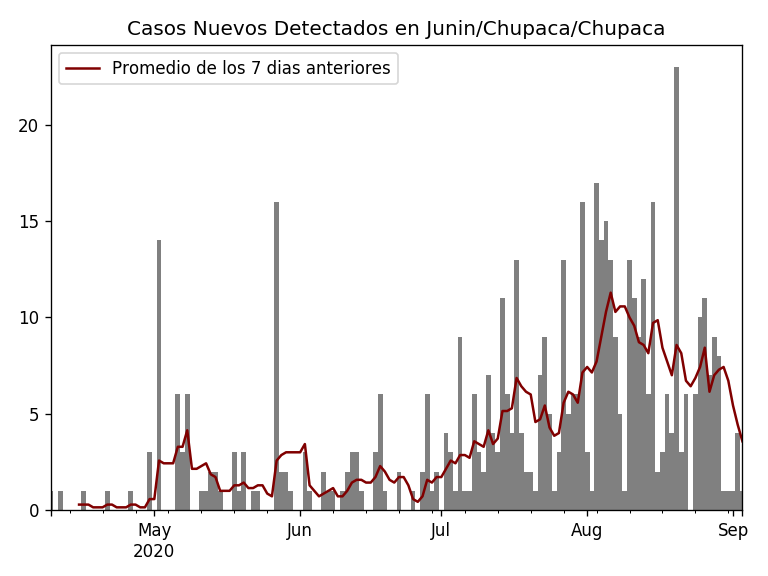 Casos Nuevos Detectados en Junin/Chupaca/Chupaca
Promedio de los 7 dias anteriores
20
15
10
5
0
May
2020
Jun
Jul
Aug
Sep